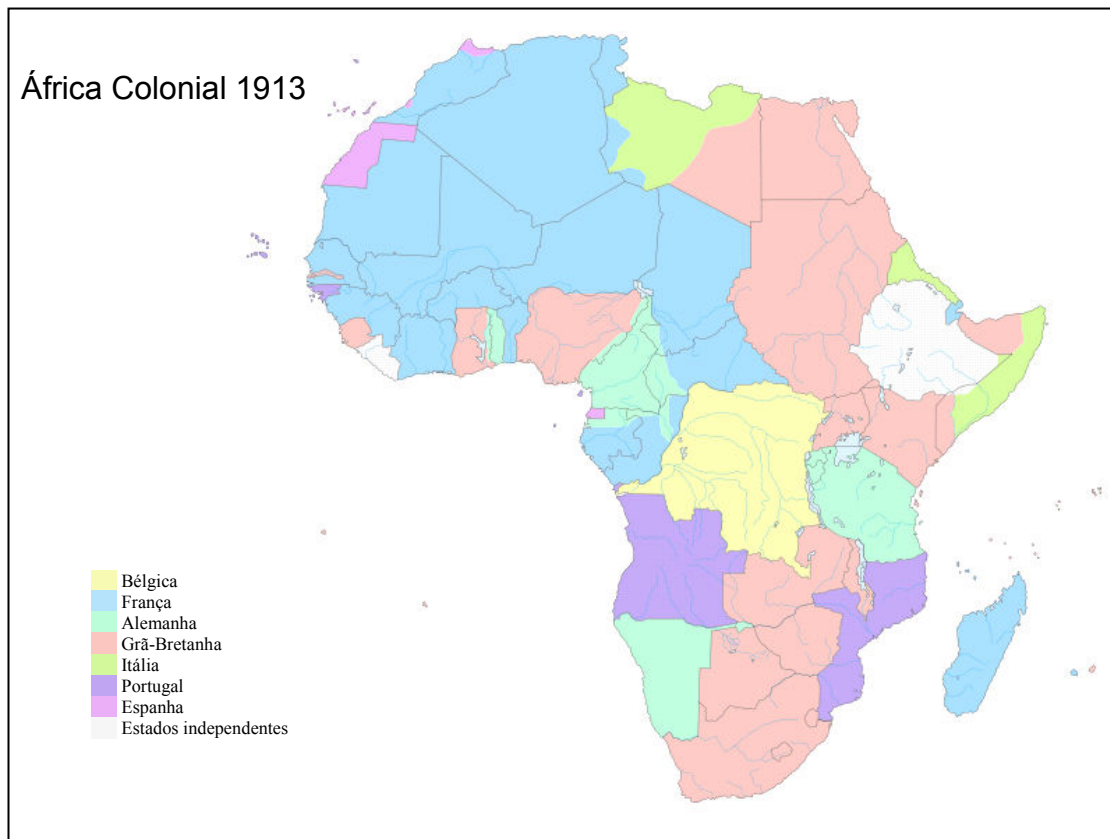 África Colonial 1913
Bélgica
França
Alemanha
Grã-Bretanha
Itália
Portugal
Espanha
Estados independentes